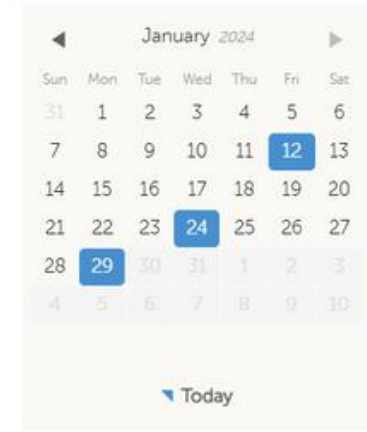 January 2024
Sun Mon Tue Wed Thu Fri Sat
31 1 2 3 4 5 6
7 8 9 10 11 12 13
14 15 16 17 18 19 20
21 22 23 24 25 26 27
28 29 30 31 1 2 3
4 5 6 7 8 9 10
Today